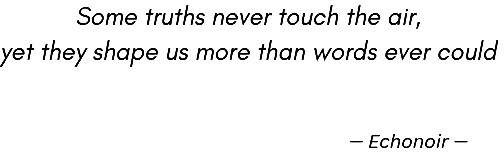 Some truths never touch the air,
yet they shape us more than words ever could
— Echonoir —